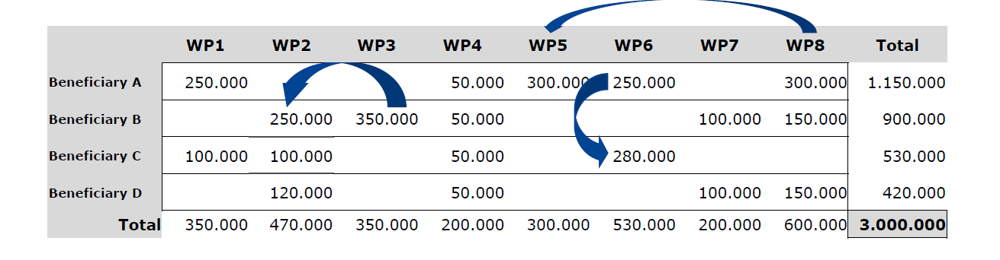 WP1 WP2 WP3 WP4 WP5 WP6 WP7 WP8 Total
Beneficiary A 250.000 50.000 300.000 250.000 300.000 1.150.000
Beneficiary B 250.000 350.000 50.000 100.000 150.000 900.000
Beneficiary C 100.000 100.000 50.000 280.000 530.000
Beneficiary D 120.000 50.000 100.000 150.000 420.000
Total 350.000 470.000 350.000 200.000 300.000 530.000 200.000 600.000 3.000.000